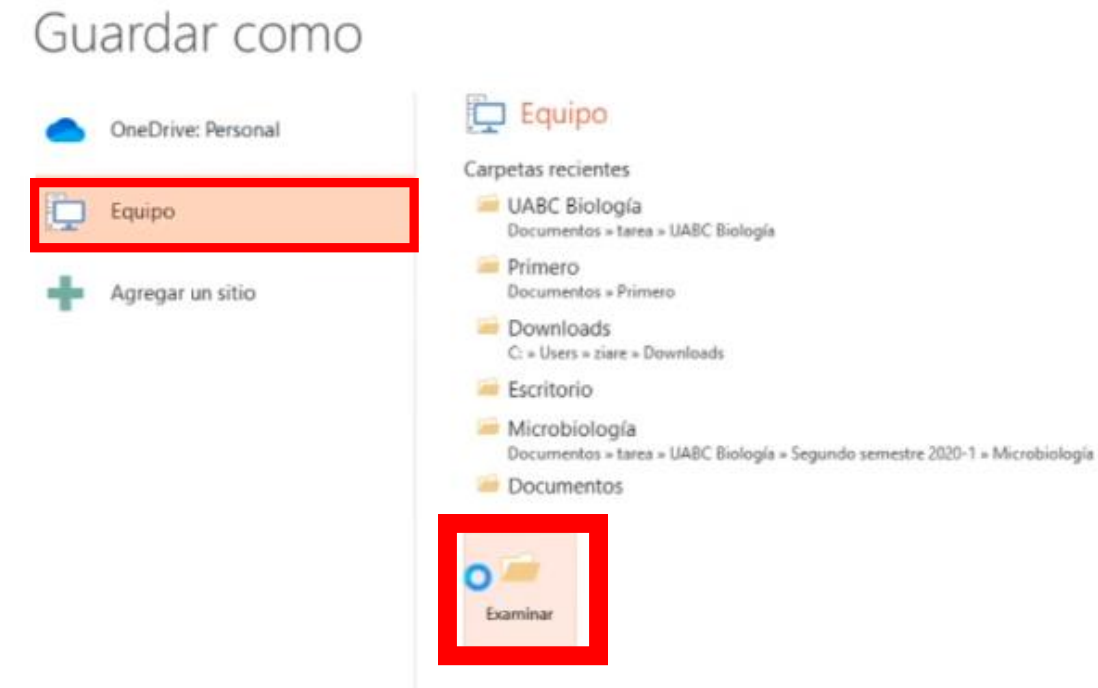 Guardar como
OneDrive: Personal
Equipo
Agregar un sitio
Equipo
Carpetas recientes
UABC Biología
Documentos » tarea » UABC Biología
Primero
Documentos » Primero
Downloads
C: » Users » ziare » Downloads
Escritorio
Microbiología
Documentos » tarea » UABC Biología » Segundo semestre 2020-1 » Microbiología
Documentos
Examinar